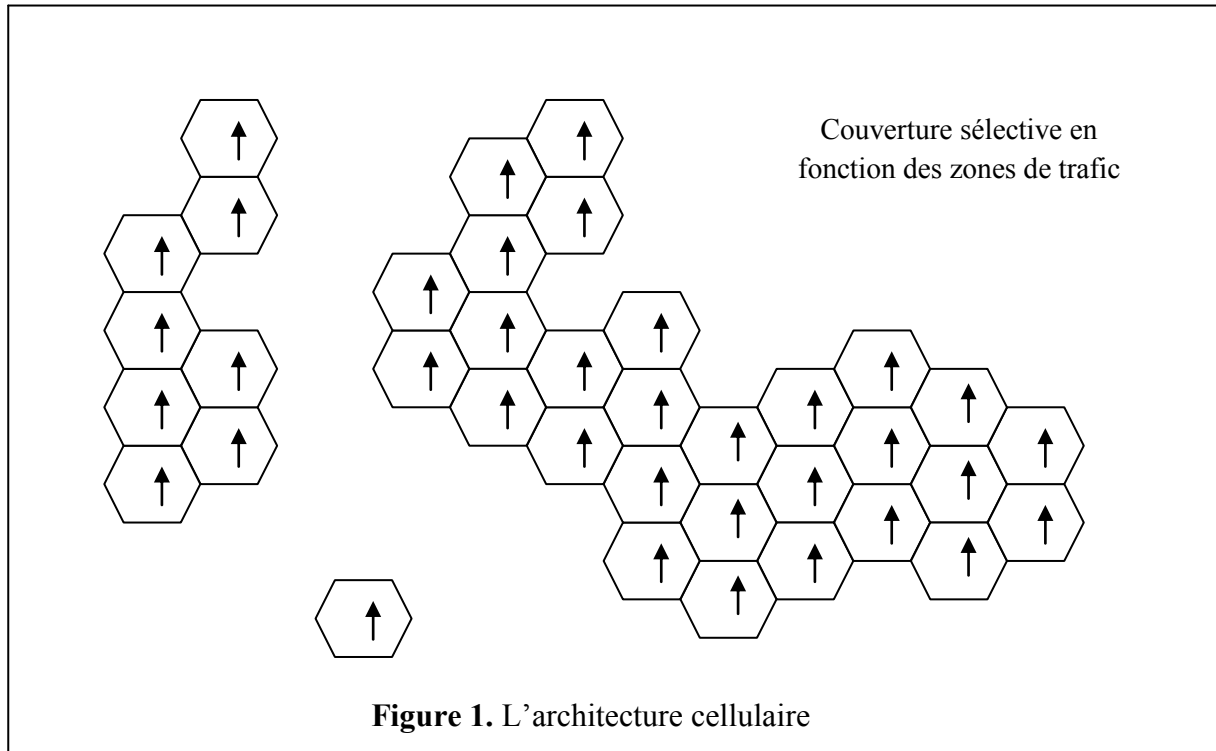 Couverture sélective en
fonction des zones de trafic
Figure 1. L’architecture cellulaire